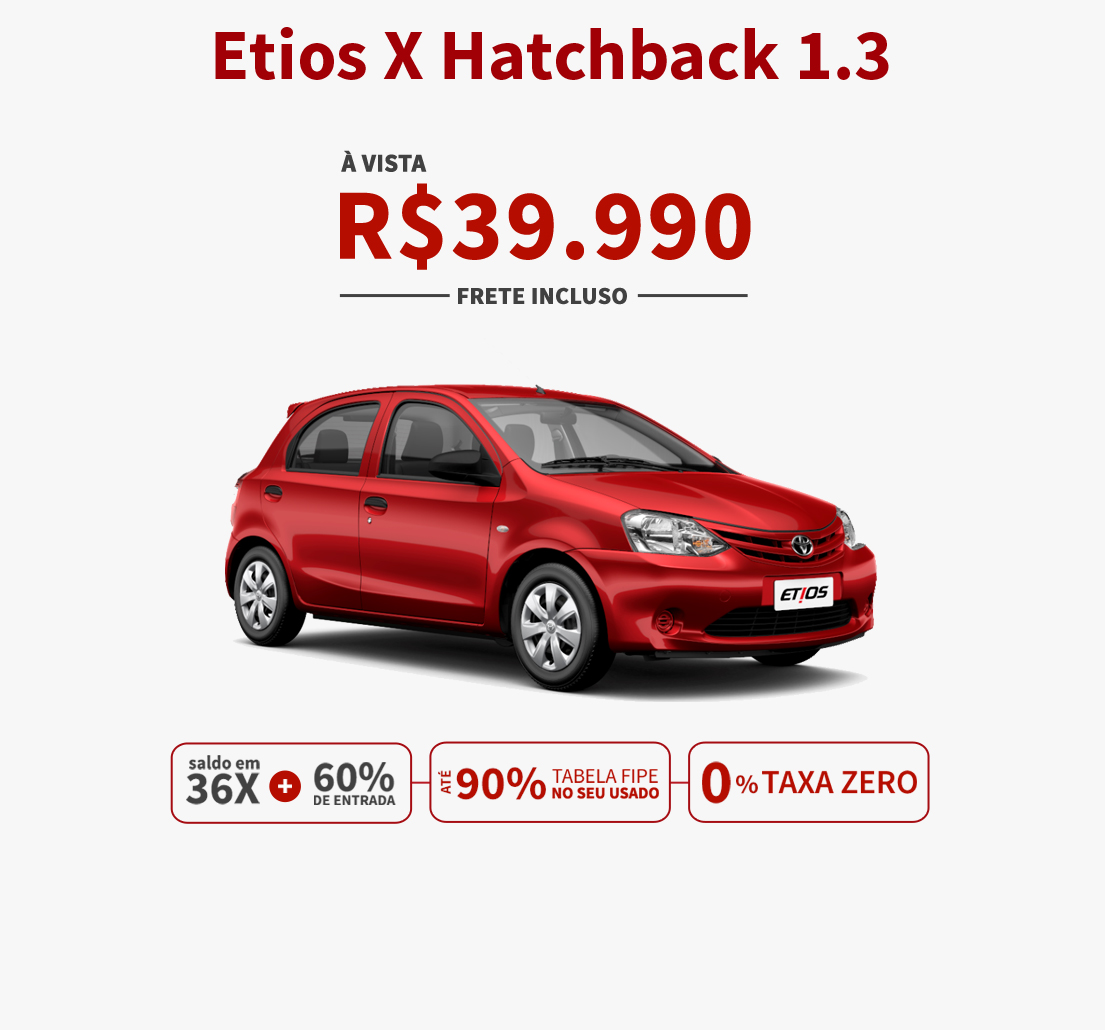 Etios X Hatchback 1.3
À VISTA
R$39.990
FRETE INCLUSO
ETIOS
saldo em
36X + 60%
DE ENTRADA
ATÉ 90% TABELA FIPE
NO SEU USADO
0% TAXA ZERO